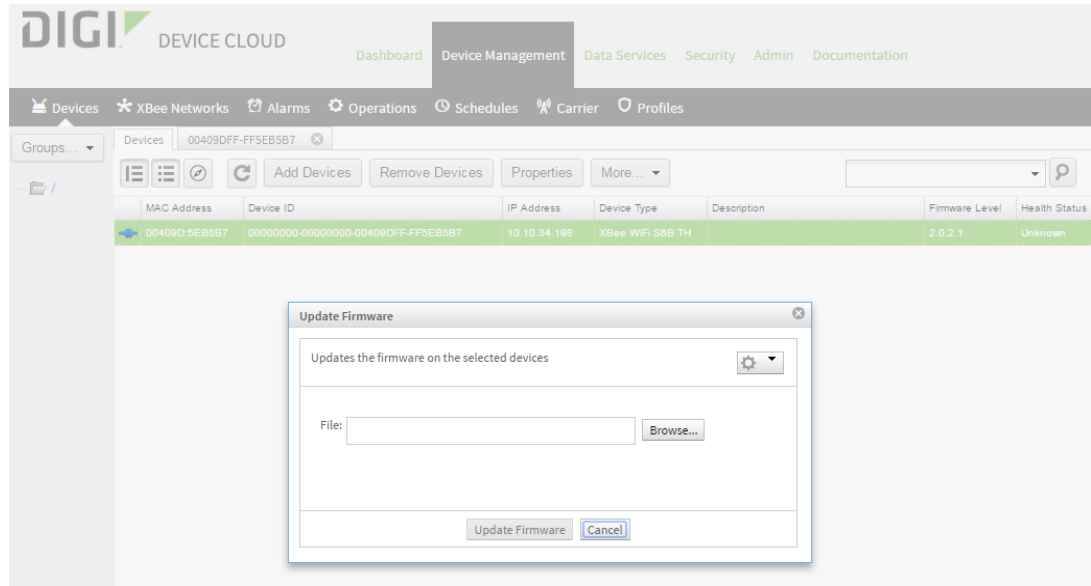 DIGI DEVICE CLOUD
Dashboard Device Management Data Services Security Admin Documentation
Devices XBee Networks Alarms Operations Schedules Carrier Profiles
Groups... Devices 00409DFF-FF5EB5B7
Add Devices Remove Devices Properties More...
/
MAC Address Device ID IP Address Device Type Description Firmware Level Health Status
00409D:5EB5B7 00000000-00000000-00409DFF-FF5EB5B7 10.10.34.198 XBee WiFi S6B TH 2.0.2.1 Unknown
Update Firmware
Updates the firmware on the selected devices
File: Browse...
Update Firmware Cancel